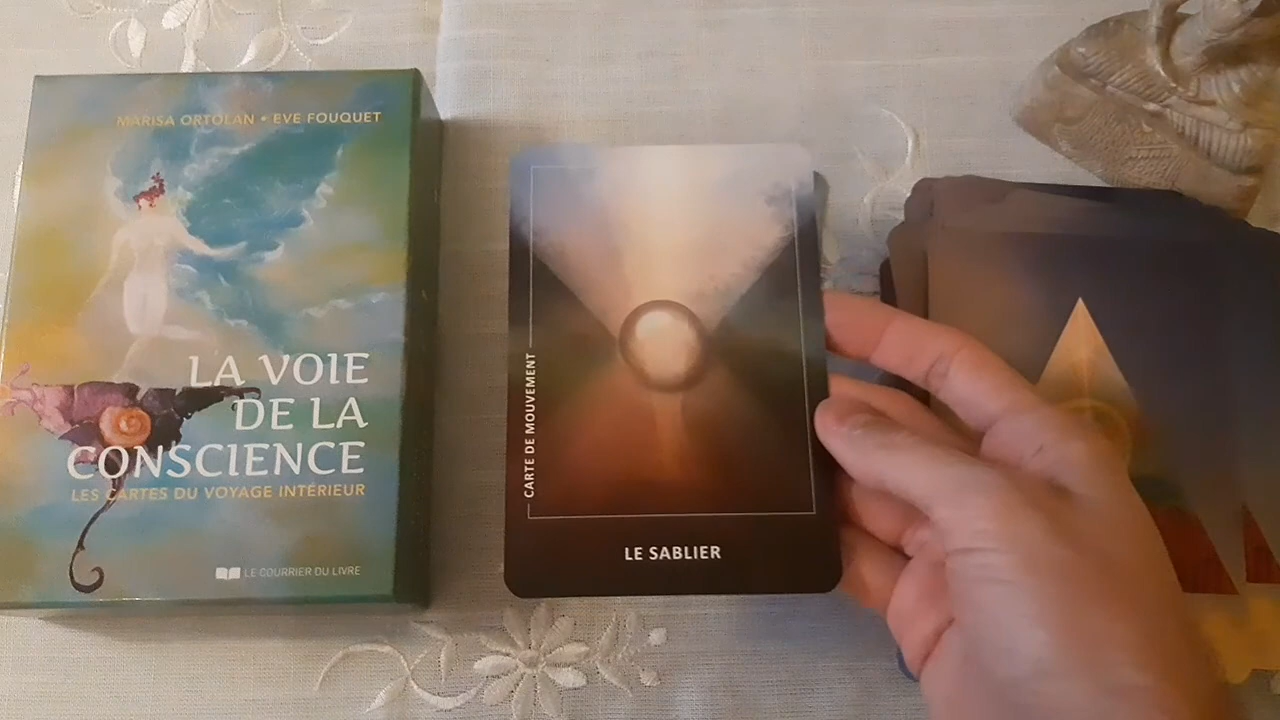 MARISA ORTOLAN • EVE FOUQUET
LA VOIE
DE LA
CONSCIENCE
LES CARTES DU VOYAGE INTÉRIEUR
LE COURRIER DU LIVRE
CARTE DE MOUVEMENT
LE SABLIER